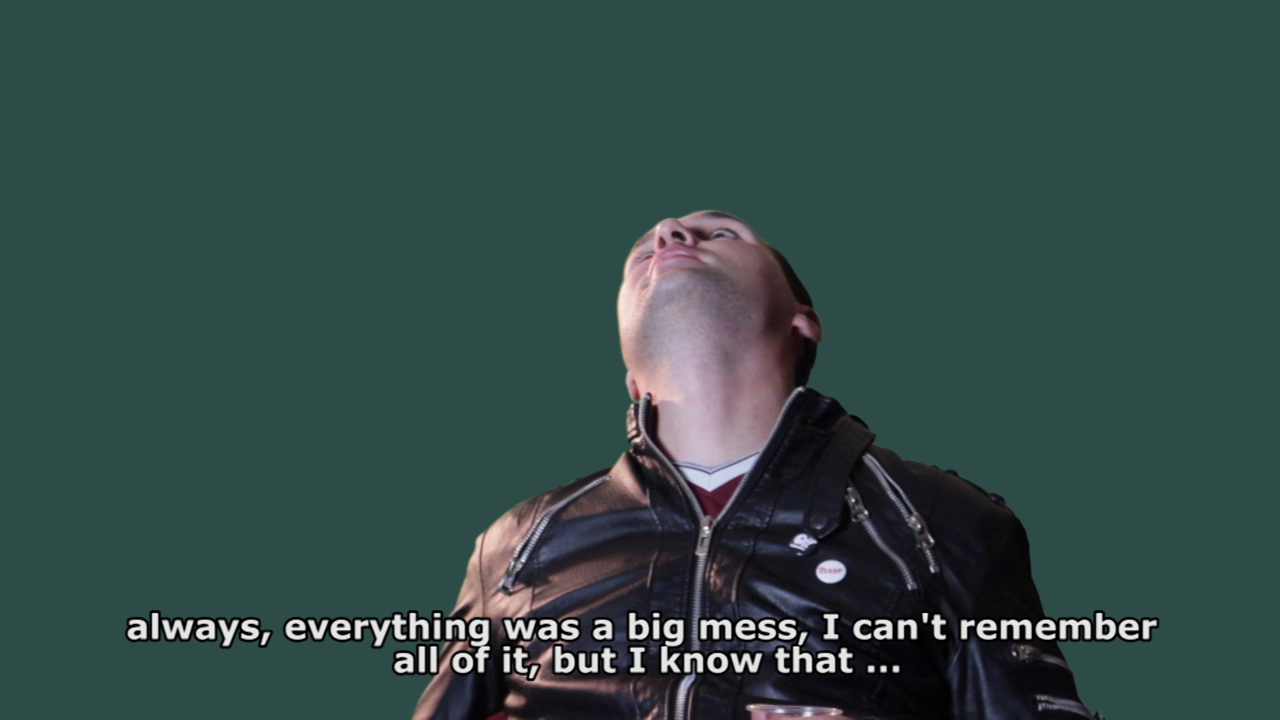 always, everything was a big mess, I can't remember
all of it, but I know that ...